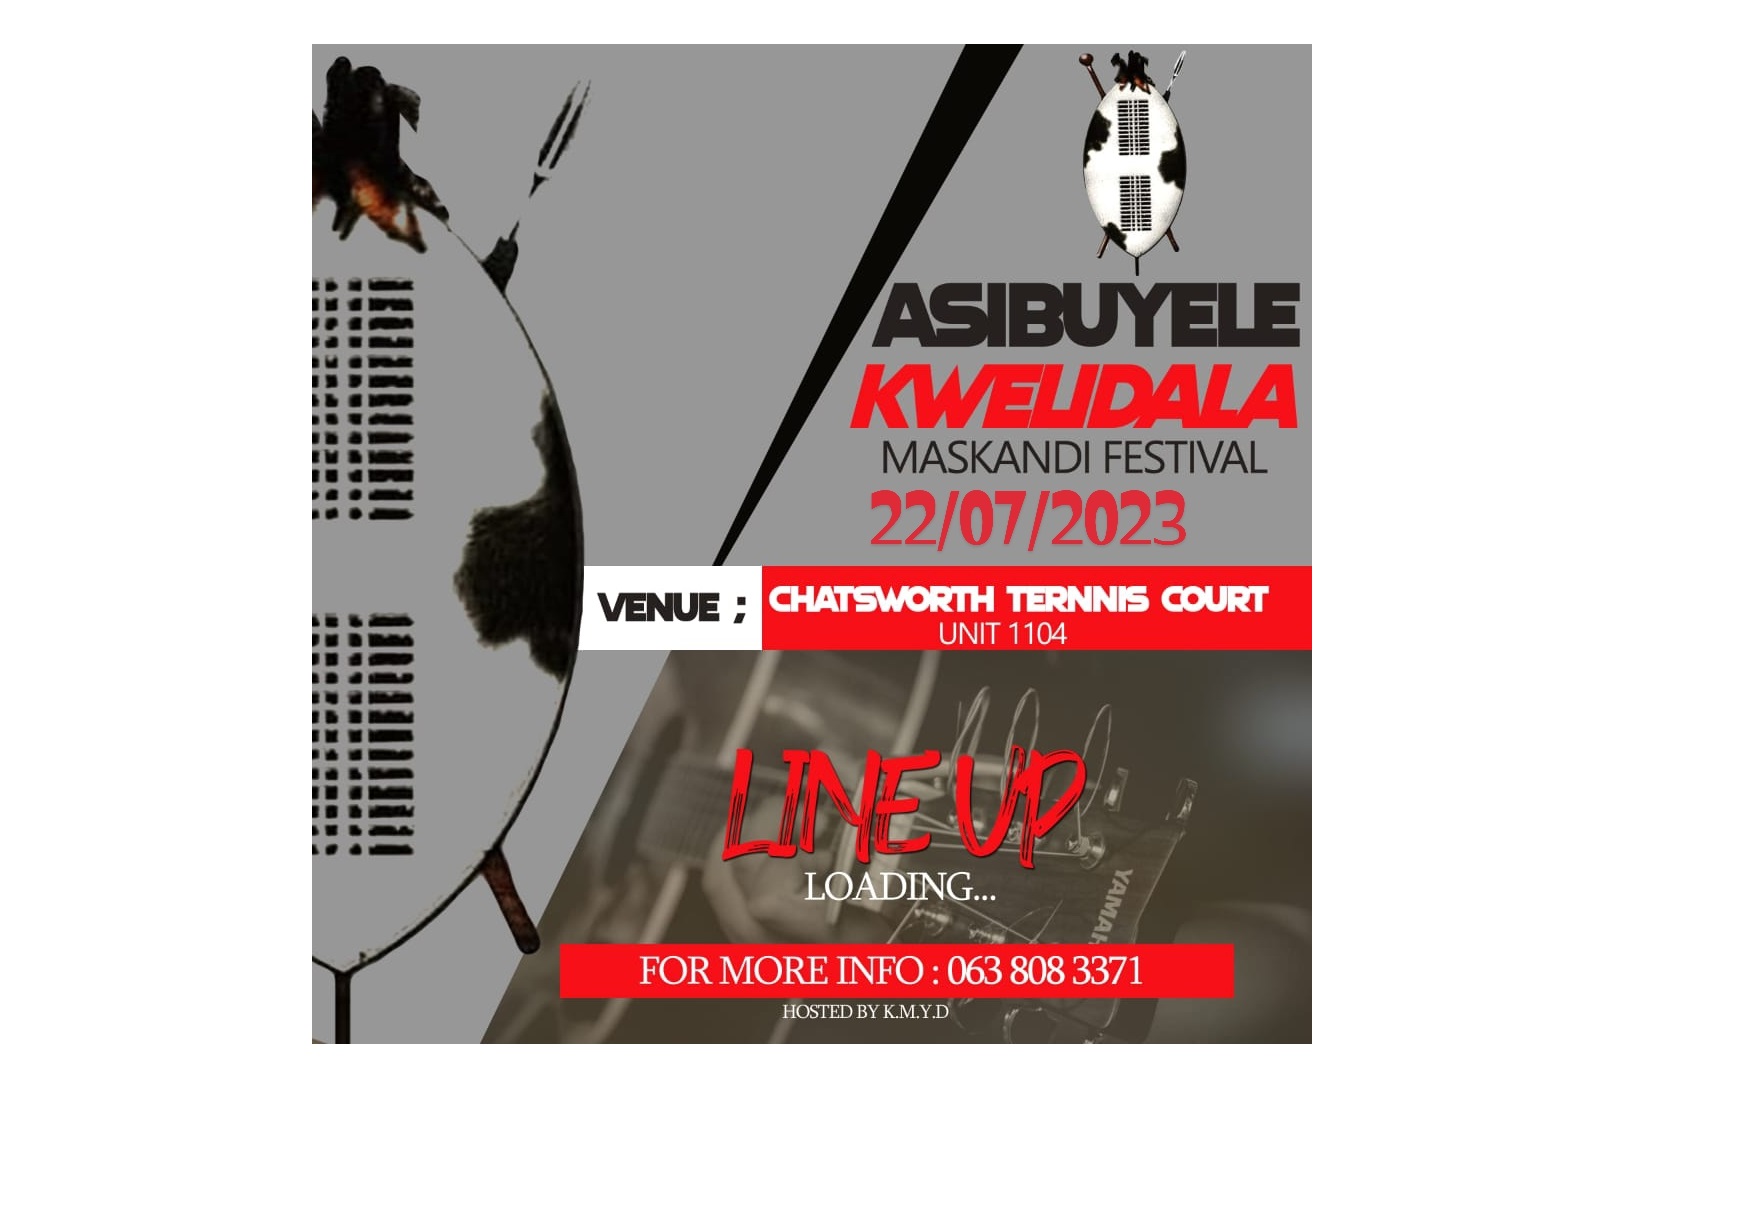 ASIBUYELE
KWELIDALA
MASKANDI FESTIVAL
22/07/2023
VENUE ;
CHATSWORTH TERNNIS COURT
UNIT 1104
LINE UP
LOADING...
YAMAH
FOR MORE INFO : 063 808 3371
HOSTED BY K.M.Y.D